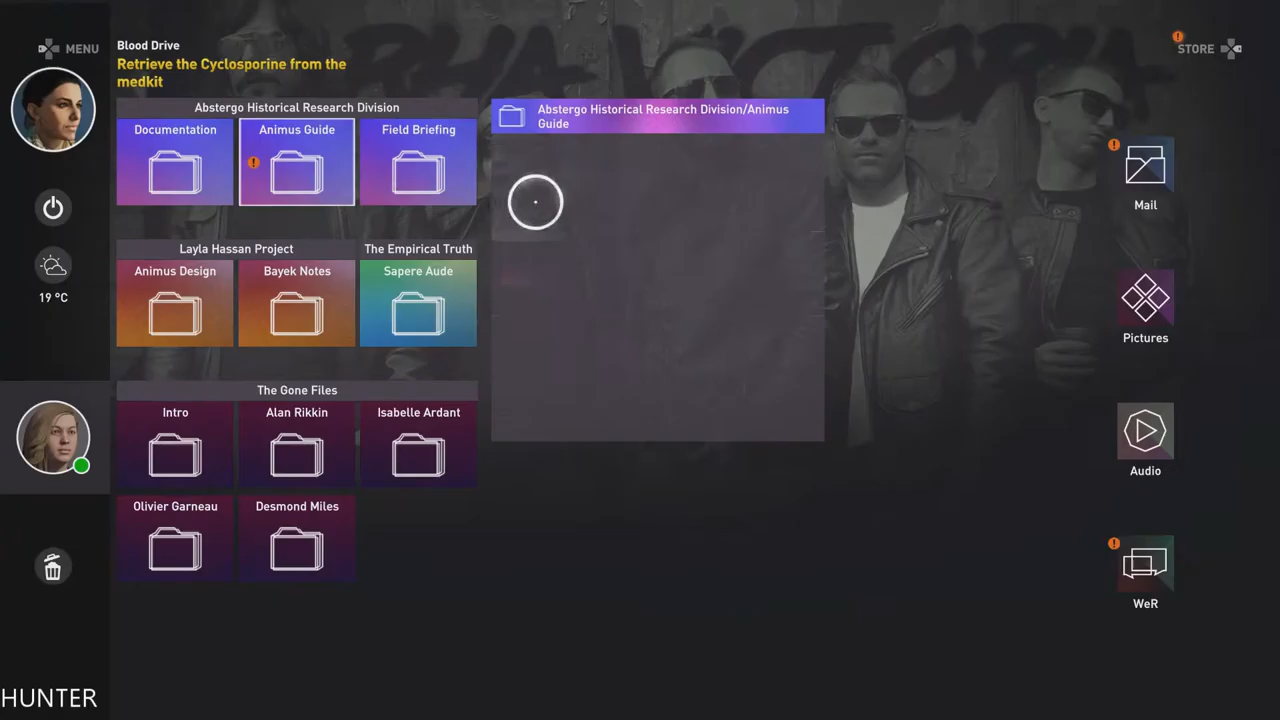 MENU
Blood Drive
Retrieve the Cyclosporine from the
medkit
STORE
Abstergo Historical Research Division
Documentation
Animus Guide
Field Briefing
Abstergo Historical Research Division/Animus
Guide
Layla Hassan Project
The Empirical Truth
Animus Design
Bayek Notes
Sapere Aude
19 °C
The Gone Files
Intro
Alan Rikkin
Isabelle Ardant
Olivier Garneau
Desmond Miles
Mail
Pictures
Audio
WeR
HUNTER